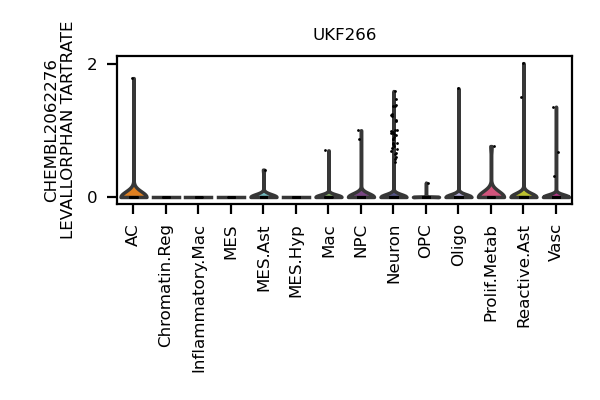 UKF266
CHEMBL2062276
LEVALLORPHAN TARTRATE
2
0
AC
Chromatin.Reg
Inflammatory.Mac
MES
MES.Ast
MES.Hyp
Mac
NPC
Neuron
OPC
Oligo
Prolif.Metab
Reactive.Ast
Vasc